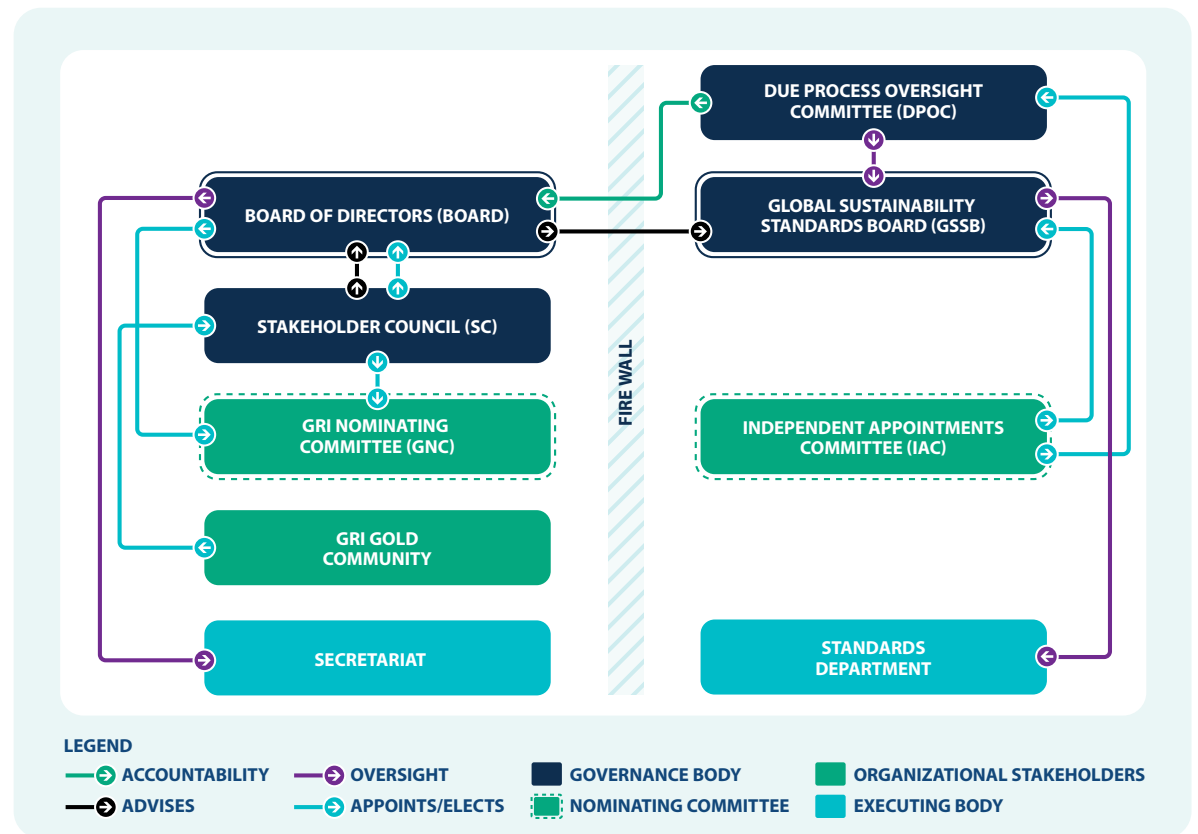 DUE PROCESS OVERSIGHT
COMMITTEE (DPOC)
BOARD OF DIRECTORS (BOARD)
GLOBAL SUSTAINABILITY
STANDARDS BOARD (GSSB)
STAKEHOLDER COUNCIL (SC)
FIRE WALL
GRI NOMINATING
COMMITTEE (GNC)
INDEPENDENT APPOINTMENTS
COMMITTEE (IAC)
GRI GOLD
COMMUNITY
SECRETARIAT
STANDARDS
DEPARTMENT
LEGEND
ACCOUNTABILITY
OVERSIGHT
GOVERNANCE BODY
ORGANIZATIONAL STAKEHOLDERS
ADVISES
APPOINTS/ELECTS
NOMINATING COMMITTEE
EXECUTING BODY